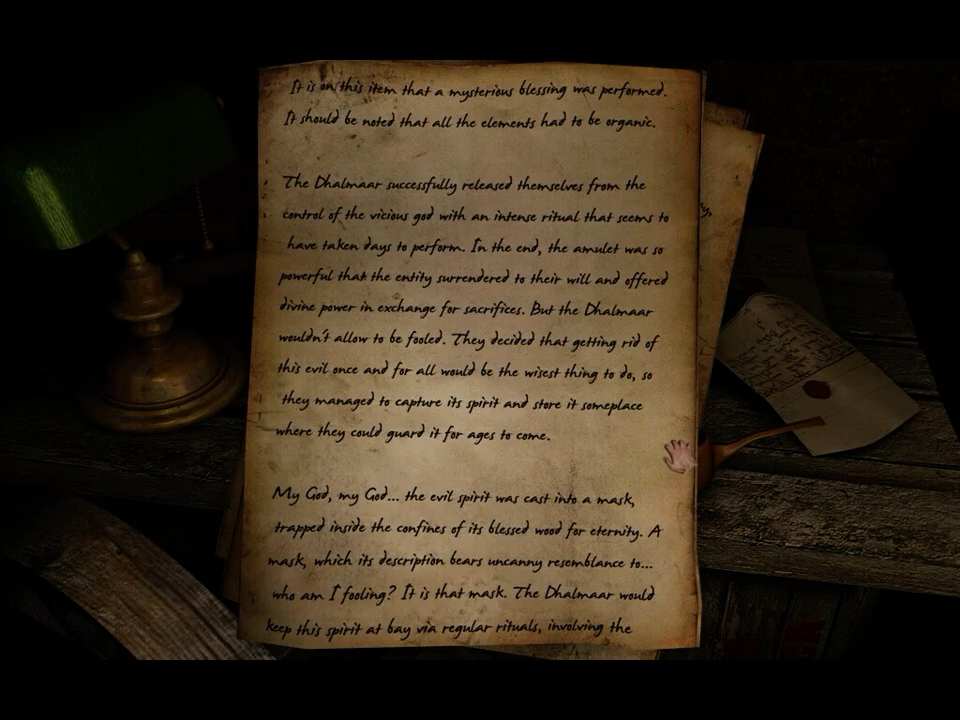 It is on this item that a mysterious blessing was performed.
It should be noted that all the elements had to be organic.
The Dhalmaar successfully released themselves from the
control of the vicious god with an intense ritual that seems to
have taken days to perform. In the end, the amulet was so
powerful that the entity surrendered to their will and offered
divine power in exchange for sacrifices. But the Dhalmaar
wouldn't allow to be fooled. They decided that getting rid of
this evil once and for all would be the wisest thing to do, so
they managed to capture its spirit and store it someplace
where they could guard it for ages to come.
My God, my God... the evil spirit was cast into a mask,
trapped inside the confines of its blessed wood for eternity. A
mask, which its description bears uncanny resemblance to...
who am I fooling? It is that mask. The Dhalmaar would
keep this spirit at bay via regular rituals, involving the